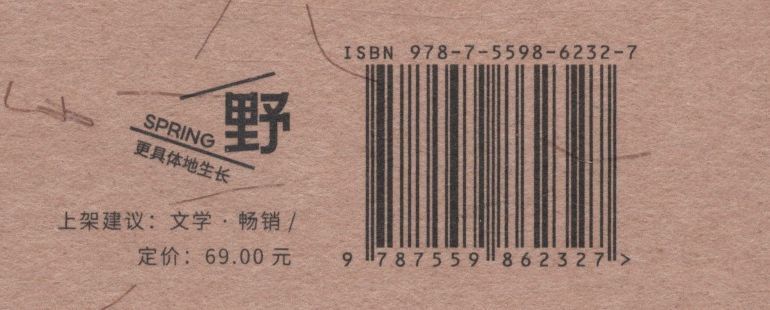 ISBN 978-7-5598-6232-7
野
SPRING
更具体地生长
上架建议：文学 · 畅销 /
定价：69.00 元
9 787559 862327 >